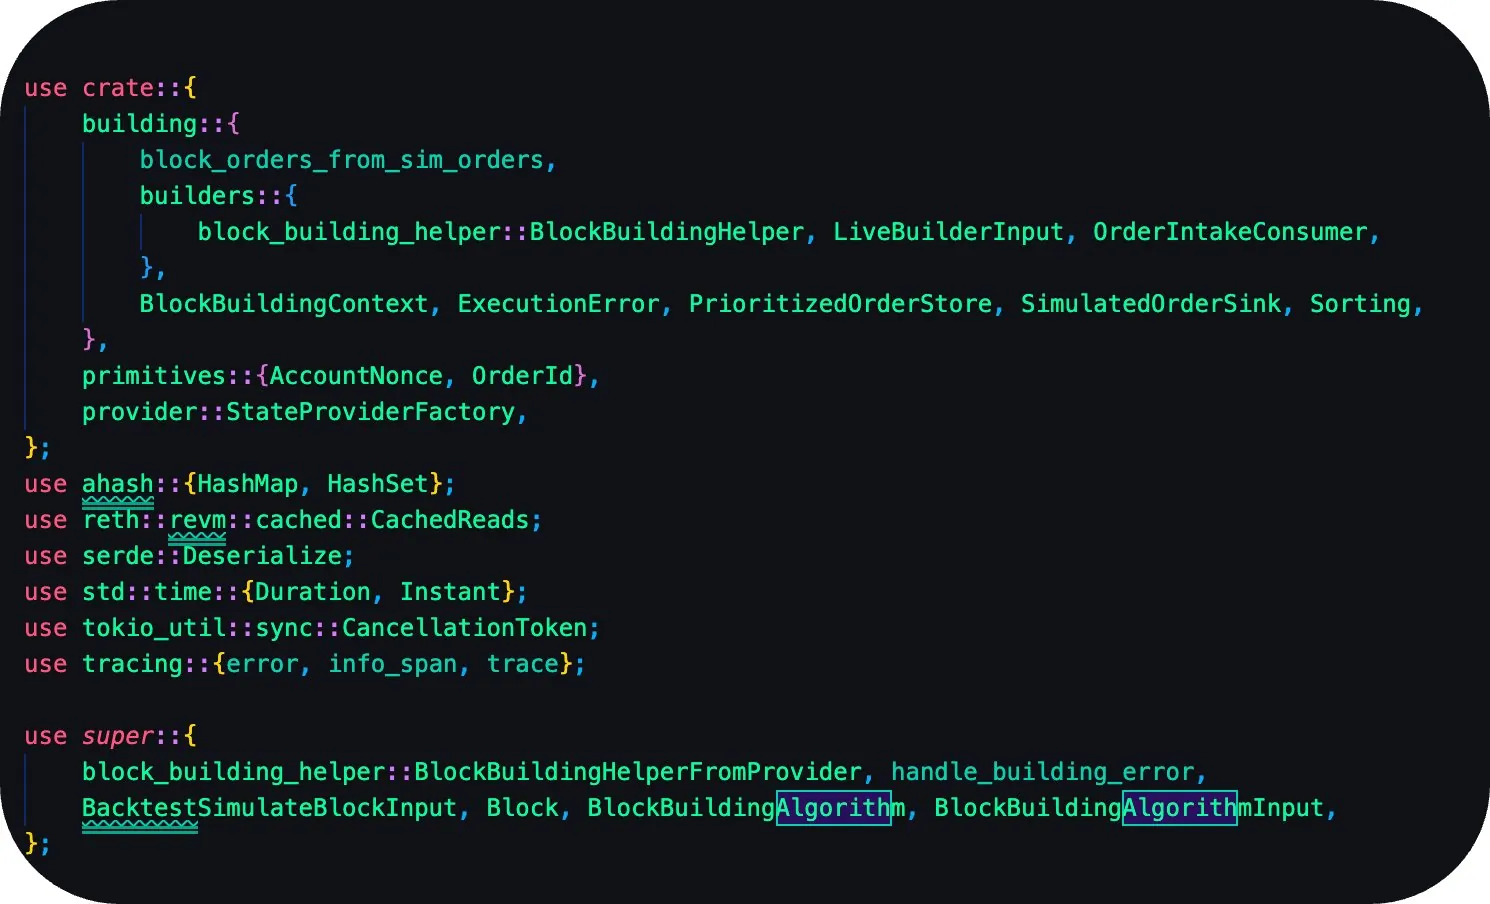 use crate::{
    building::{
        block_orders_from_sim_orders,
        builders::{
            block_building_helper::BlockBuildingHelper, LiveBuilderInput, OrderIntakeConsumer,
        },
        BlockBuildingContext, ExecutionError, PrioritizedOrderStore, SimulatedOrderSink, Sorting,
    },
    primitives::{AccountNonce, OrderId},
    provider::StateProviderFactory,
};
use ahash::{HashMap, HashSet};
use reth::revm::cached::CachedReads;
use serde::Deserialize;
use std::time::{Duration, Instant};
use tokio_util::sync::CancellationToken;
use tracing::{error, info_span, trace};

use super::{
    block_building_helper::BlockBuildingHelperFromProvider, handle_building_error,
    BacktestSimulateBlockInput, Block, BlockBuildingAlgorithm, BlockBuildingAlgorithmInput,
};